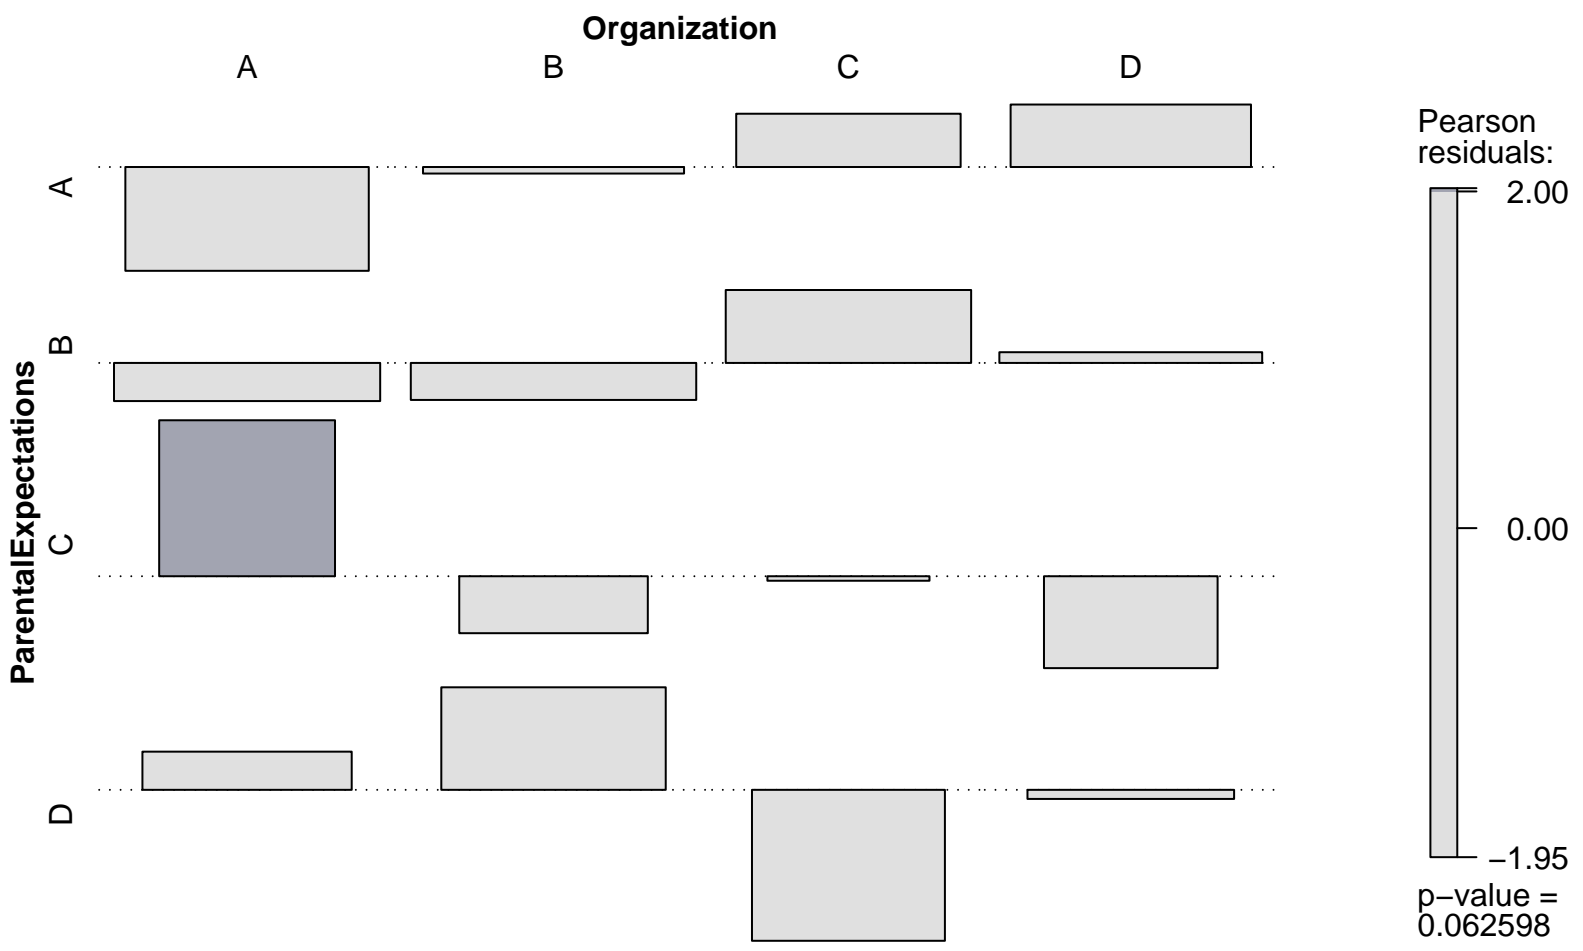 Organization
A B C D
Pearson
residuals:
2.00
0.00
−1.95
p−value =
0.062598
ParentalExpectations
A
B
C
D